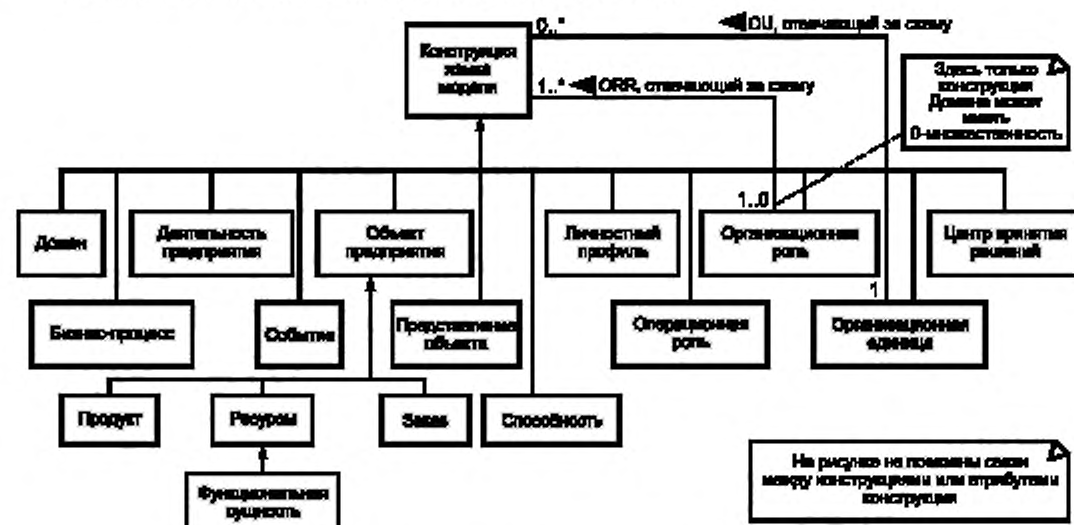 0..*
OU, отвечающий за схему
Конструкция
языка
модели
1..*
ORR, отвечающий за схему
Здесь только
конструкция
Домена может
иметь
0-множественность
1..0
Домен
Деятельность
предприятия
Объект
предприятия
Личностный
профиль
Организационная
роль
Центр принятия
решений
1
Бизнес-процесс
Событие
Представление
объекта
Операционная
роль
Организационная
единица
Продукт
Ресурсы
Заказ
Способность
Функциональная
сущность
На рисунке не показаны связи
между конструкциями или атрибутами
конструкция